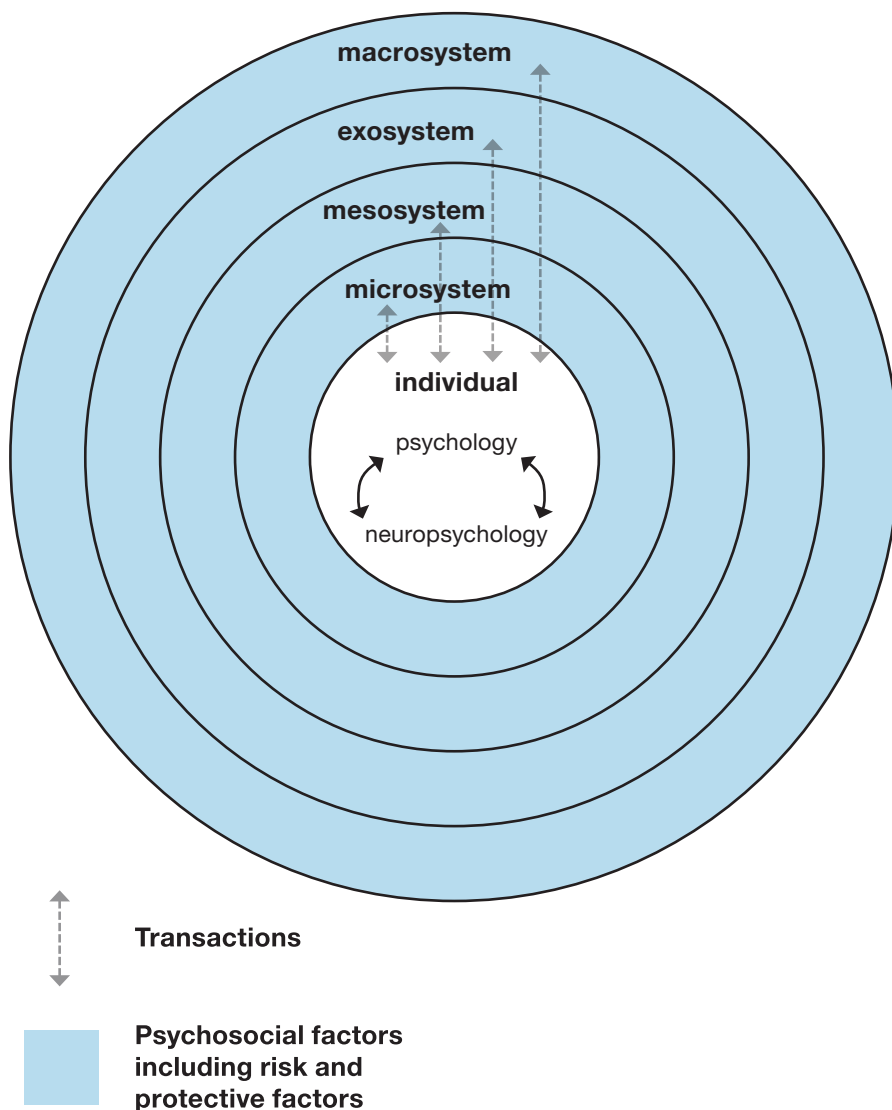 macrosystem
exosystem
mesosystem
microsystem
individual
psychology
neuropsychology
Transactions
Psychosocial factors
including risk and
protective factors